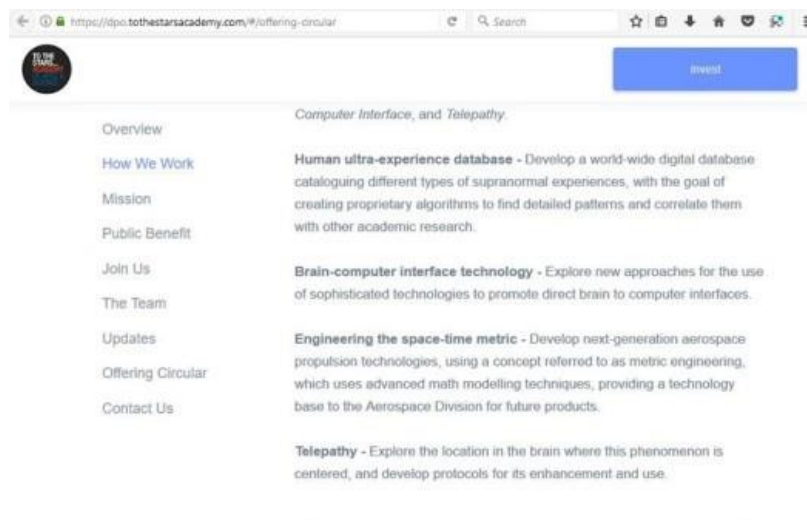 https://dpo.tothestarsacademy.com/#/offering-circular
Search
TO THE
STARS...
ACADEMY
invest
Overview
How We Work
Mission
Public Benefit
Join Us
The Team
Updates
Offering Circular
Contact Us
Computer Interface, and Telepathy.
Human ultra-experience database - Develop a world-wide digital database
cataloguing different types of supranormal experiences, with the goal of
creating proprietary algorithms to find detailed patterns and correlate them
with other academic research.
Brain-computer interface technology - Explore new approaches for the use
of sophisticated technologies to promote direct brain to computer interfaces.
Engineering the space-time metric - Develop next-generation aerospace
propulsion technologies, using a concept referred to as metric engineering,
which uses advanced math modelling techniques, providing a technology
base to the Aerospace Division for future products.
Telepathy - Explore the location in the brain where this phenomenon is
centered, and develop protocols for its enhancement and use.